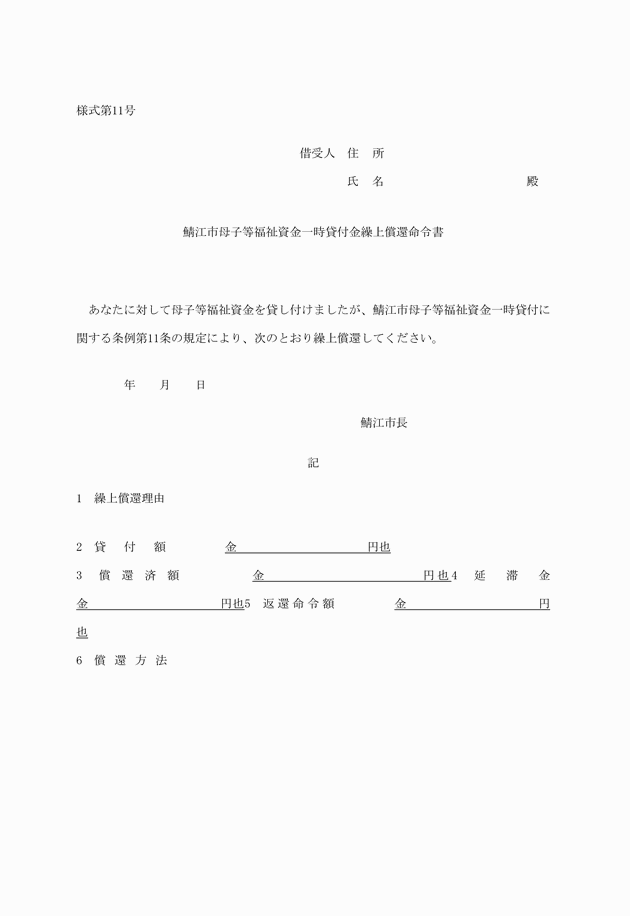 様式第11号
借受人　住　所
氏　名　　　　　　　　　　　　殿
鯖江市母子等福祉資金一時貸付金繰上償還命令書
あなたに対して母子等福祉資金を貸し付けましたが、鯖江市母子等福祉資金一時貸付に
関する条例第11条の規定により、次のとおり繰上償還してください。
年　　月　　日
鯖江市長
記
1　繰上償還理由
2　貸　付　額　　　　　金　　　　　　　　　　　円也
3　償　還　済　額　　　　　金　　　　　　　　　　　円也4　延　滞　金
金　　　　　　　　　　　円也5　返還命令額　　　　　金　　　　　　　　　　　円
也
6　償　還　方　法